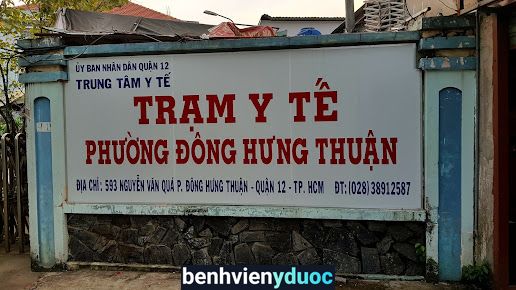 ỦY BAN NHÂN DÂN QUẬN 12
TRUNG TÂM Y TẾ
TRẠM Y TẾ
PHƯỜNG ĐÔNG HƯNG THUẬN
ĐỊA CHỈ: 593 NGUYỄN VĂN QUÁ P. ĐÔNG HƯNG THUẬN - QUẬN 12 - TP. HCM ĐT: (028) 38912587
benhvienyduoc